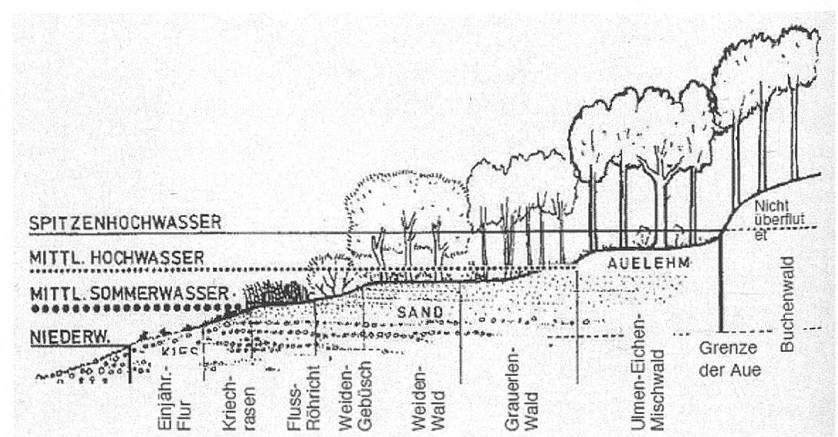 SPITZENHOCHWASSER
MITTL. HOCHWASSER
MITTL. SOMMERWASSER
NIEDERW.
KIES
SAND
AUELEHM
Nicht
überflut
et
Buchenwald
Grenze
der Aue
Einjähr-
Flur
Kriech-
rasen
Fluss-
Röhricht
Weiden-
Gebüsch
Weiden-
Wald
Grauerlen-
Wald
Ulmen-Eichen-
Mischwald